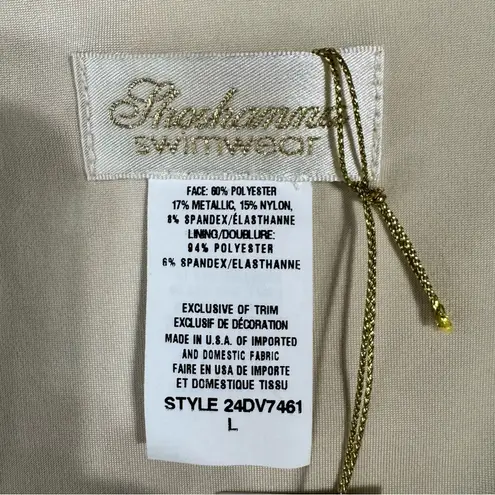 Shoshanna
swimwear
FACE: 60% POLYESTER
17% METALLIC, 15% NYLON,
8% SPANDEX/ÉLASTHANNE
LINING/DOUBLURE:
94% POLYESTER
6% SPANDEX/ELASTHANNE
EXCLUSIVE OF TRIM
EXCLUSIF DE DÉCORATION
MADE IN U.S.A. OF IMPORTED
AND DOMESTIC FABRIC
FAIRE EN USA DE IMPORTE
ET DOMESTIQUE TISSU
STYLE 24DV7461
L